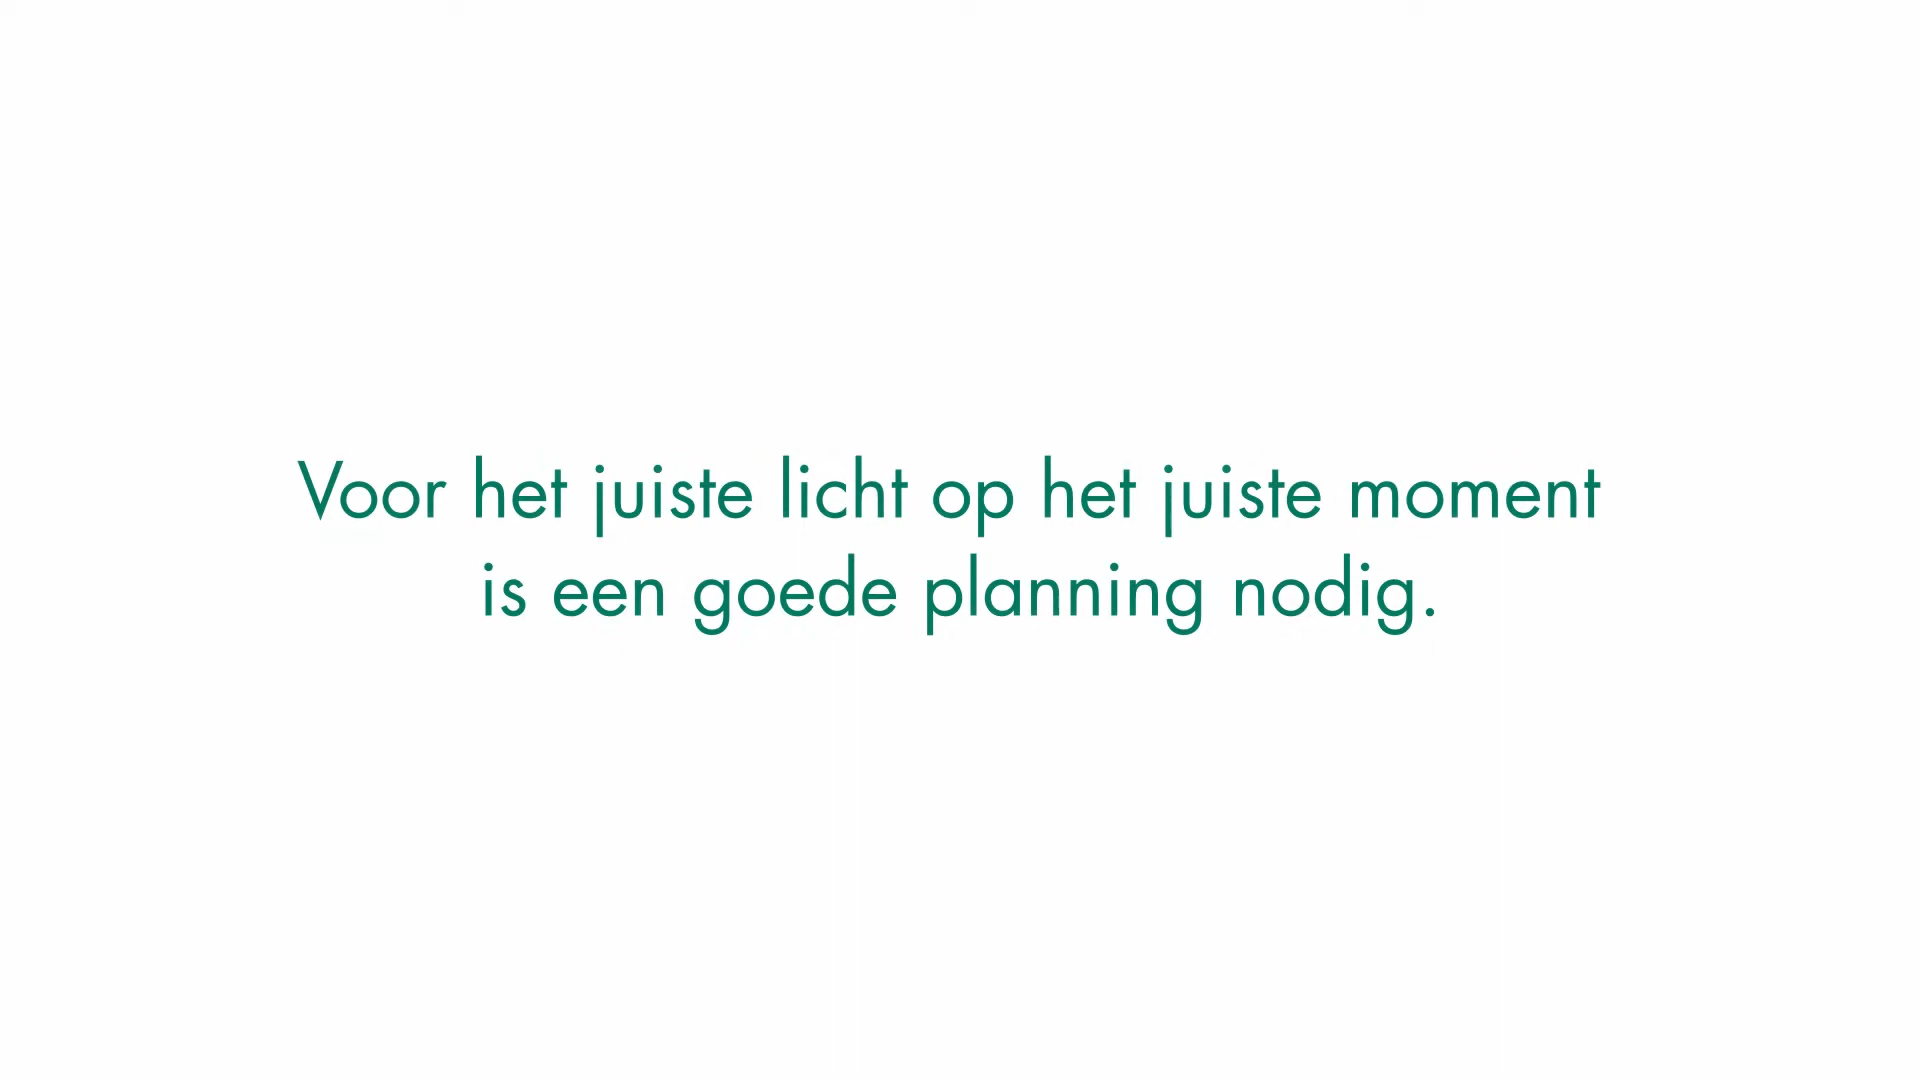 Voor het juiste licht op het juiste moment
is een goede planning nodig.